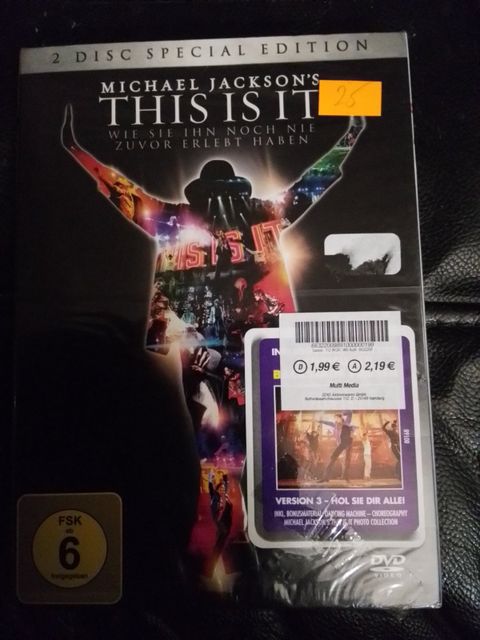 2 DISC SPECIAL EDITION
MICHAEL JACKSON'S
THIS IS IT
25
WIE SIE IHN NOCH NIE
ZUVOR ERLEBT HABEN
THIS IS IT
D 1,99 € A 2,19 €
Multi Media
VERSION 3 - HOL SIE DIR ALLE!
INKL. BONUSMATERIAL: DANCING MACHINE – CHOREOGRAPHY
MICHAEL JACKSON'S THIS IS IT PHOTO COLLECTION
FSK
ab
6
freigegeben
DVD
VIDEO